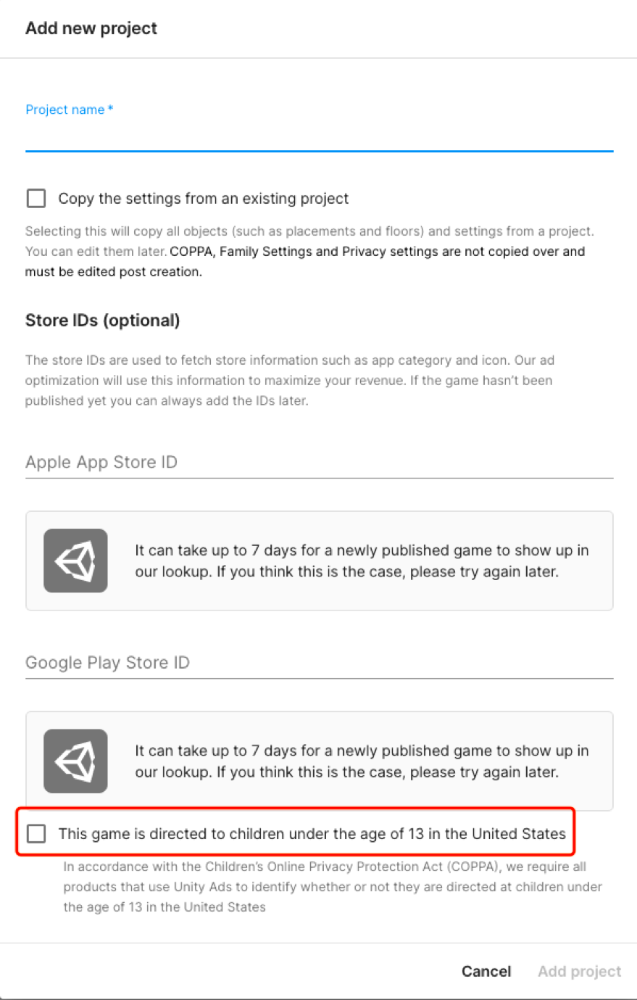 Add new project
Project name *
Copy the settings from an existing project
Selecting this will copy all objects (such as placements and floors) and settings from a project.
You can edit them later. COPPA, Family Settings and Privacy settings are not copied over and
must be edited post creation.
Store IDs (optional)
The store IDs are used to fetch store information such as app category and icon. Our ad
optimization will use this information to maximize your revenue. If the game hasn’t been
published yet you can always add the IDs later.
Apple App Store ID
It can take up to 7 days for a newly published game to show up in
our lookup. If you think this is the case, please try again later.
Google Play Store ID
It can take up to 7 days for a newly published game to show up in
our lookup. If you think this is the case, please try again later.
This game is directed to children under the age of 13 in the United States
In accordance with the Children’s Online Privacy Protection Act (COPPA), we require all
products that use Unity Ads to identify whether or not they are directed at children under
the age of 13 in the United States
Cancel Add project